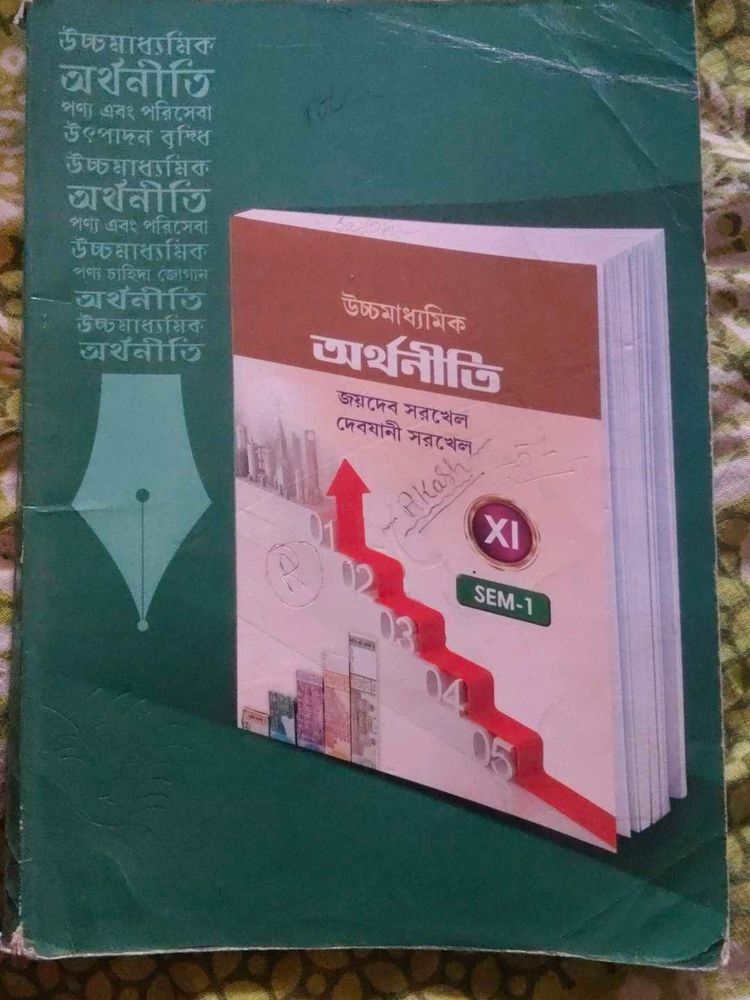 উচ্চমাধ্যমিক
অর্থনীতি
পণ্য এবং পরিসেবা
উৎপাদন বৃদ্ধি
উচ্চমাধ্যমিক
অর্থনীতি
পণ্য এবং পরিসেবা
উচ্চমাধ্যমিক
পণ্য চাহিদা জোগান
অর্থনীতি
উচ্চমাধ্যমিক
অর্থনীতি
উচ্চমাধ্যমিক
অর্থনীতি
জয়দেব সরখেল
দেবযানী সরখেল
Akash
XI
SEM-1
R
01
02
03
04
05